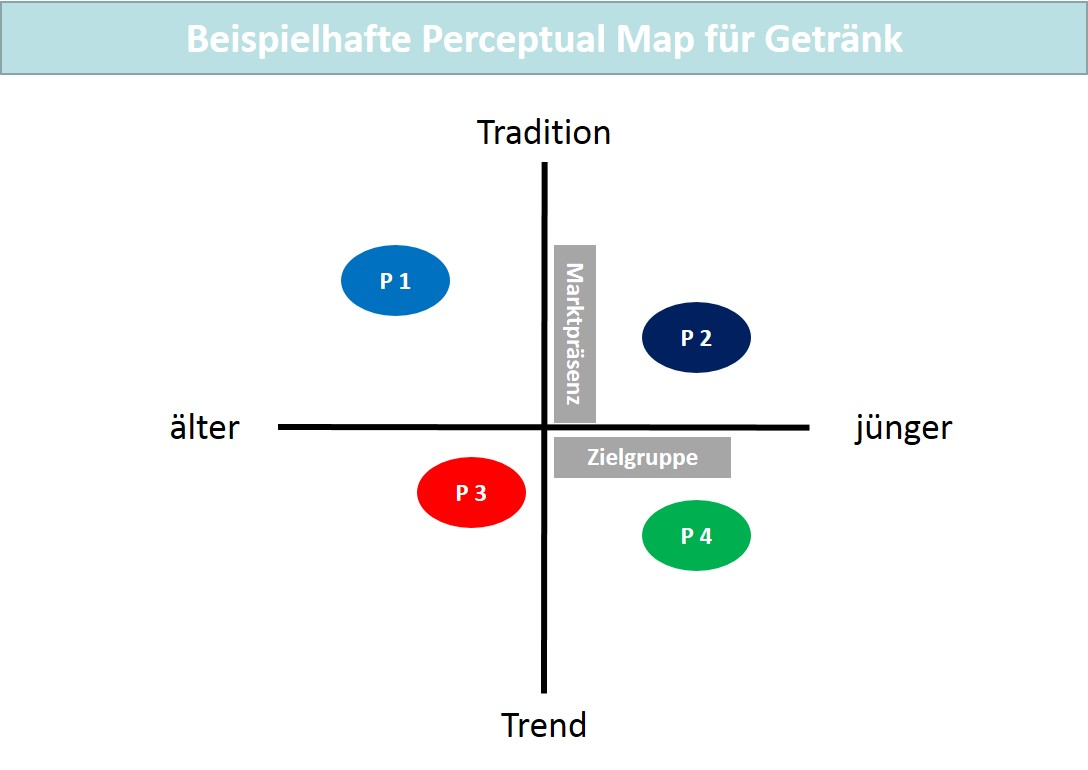 Beispielhafte Perceptual Map für Getränk
Tradition
P 1
Marktpräsenz
P 2
älter
jünger
Zielgruppe
P 3
P 4
Trend